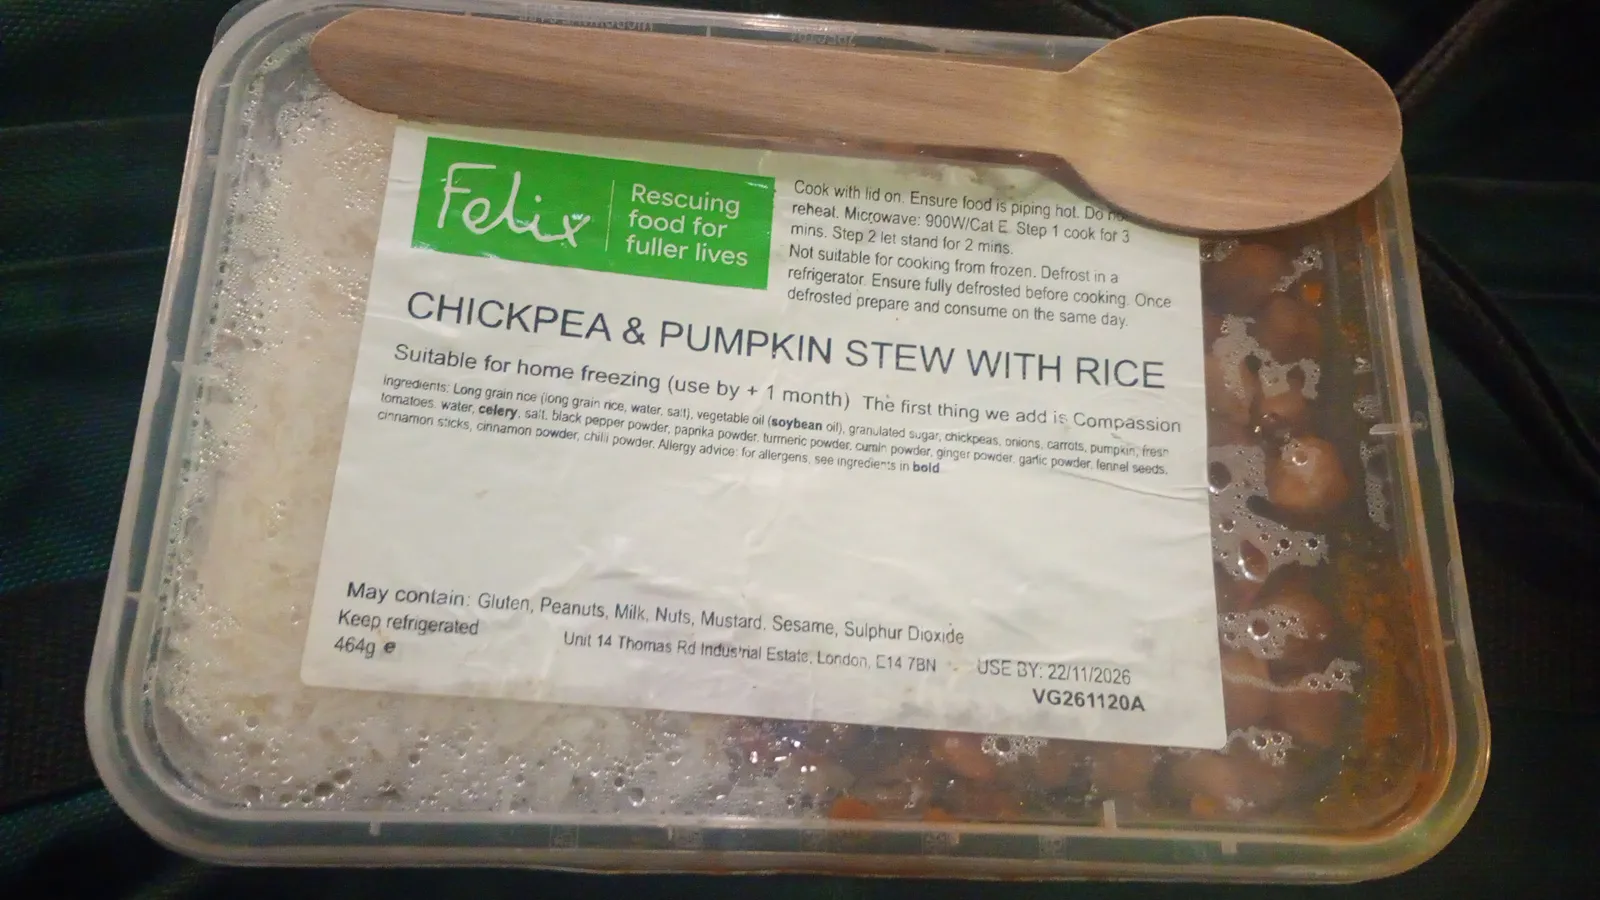 Felix
Rescuing
food for
fuller lives
Cook with lid on. Ensure food is piping hot. Do
reheat. Microwave: 900W/Cat E. Step 1 cook for 3
mins. Step 2 let stand for 2 mins.
Not suitable for cooking from frozen. Defrost in a
refrigerator. Ensure fully defrosted before cooking. Once
defrosted prepare and consume on the same day.
CHICKPEA & PUMPKIN STEW WITH RICE
Suitable for home freezing (use by + 1 month) The first thing we add is Compassion
Ingredients: Long grain rice (long grain rice, water, salt), vegetable oil (soybean oil), granulated sugar, chickpeas, onions, carrots, pumpkin, fresh
tomatoes, water, celery, salt, black pepper powder, paprika powder, turmeric powder, cumin powder, ginger powder, garlic powder, fennel seeds,
cinnamon sticks, cinnamon powder, chilli powder. Allergy advice: for allergens, see ingredients in bold
May contain: Gluten, Peanuts, Milk, Nuts, Mustard, Sesame, Sulphur Dioxide
Keep refrigerated
464g e
Unit 14 Thomas Rd Industrial Estate, London, E14 7BN
USE BY: 22/11/2026
VG261120A